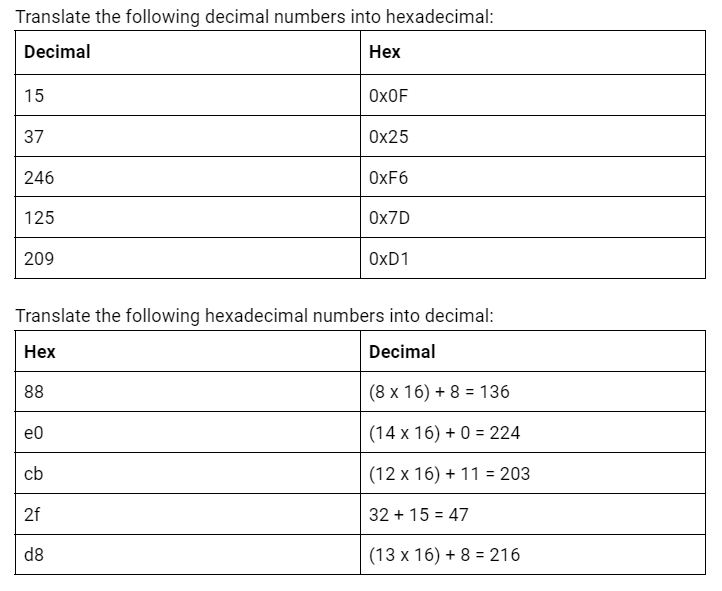 Translate the following decimal numbers into hexadecimal:
Decimal Hex
15 0x0F
37 0x25
246 0xF6
125 0x7D
209 0xD1
Translate the following hexadecimal numbers into decimal:
Hex Decimal
88 (8 x 16) + 8 = 136
e0 (14 x 16) + 0 = 224
cb (12 x 16) + 11 = 203
2f 32 + 15 = 47
d8 (13 x 16) + 8 = 216